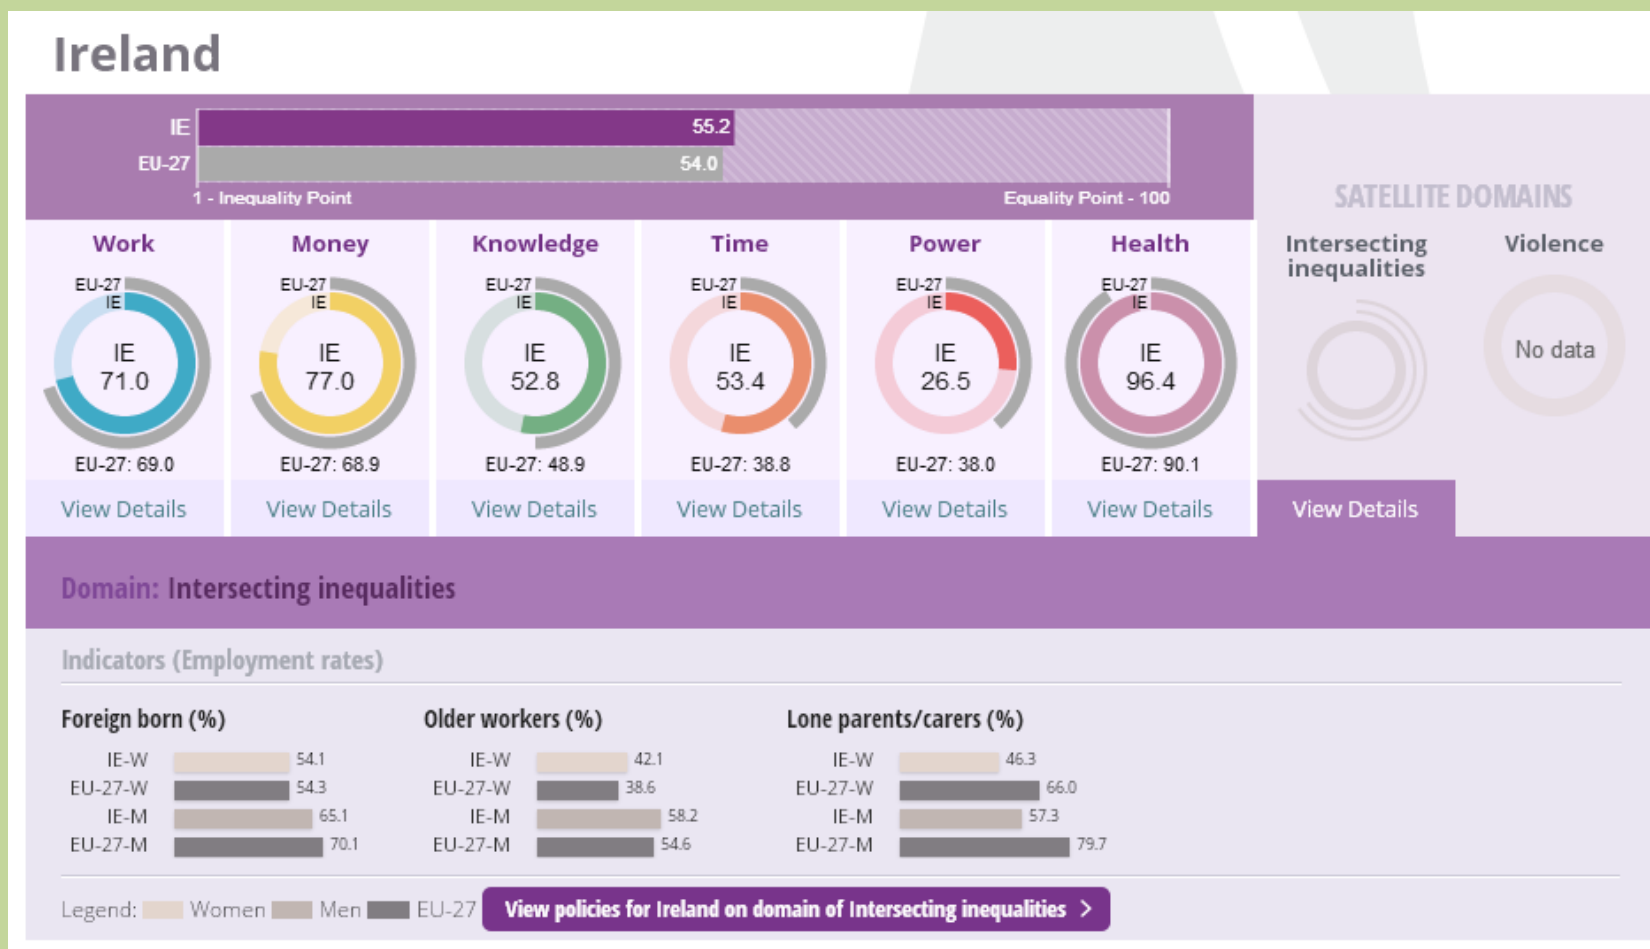 Ireland
IE 55.2
EU-27 54.0
1 - Inequality Point Equality Point - 100
SATELLITE DOMAINS
Work Money Knowledge Time Power Health Intersecting inequalities Violence
EU-27 EU-27 EU-27 EU-27 EU-27 EU-27
IE IE IE IE IE IE
IE IE IE IE IE IE No data
71.0 77.0 52.8 53.4 26.5 96.4
EU-27: 69.0 EU-27: 68.9 EU-27: 48.9 EU-27: 38.8 EU-27: 38.0 EU-27: 90.1
View Details View Details View Details View Details View Details View Details View Details
Domain: Intersecting inequalities
Indicators (Employment rates)
Foreign born (%)
IE-W 54.1
EU-27-W 54.3
IE-M 65.1
EU-27-M 70.1
Older workers (%)
IE-W 42.1
EU-27-W 38.6
IE-M 58.2
EU-27-M 54.6
Lone parents/carers (%)
IE-W 46.3
EU-27-W 66.0
IE-M 57.3
EU-27-M 79.7
Legend: Women Men EU-27 View policies for Ireland on domain of Intersecting inequalities >